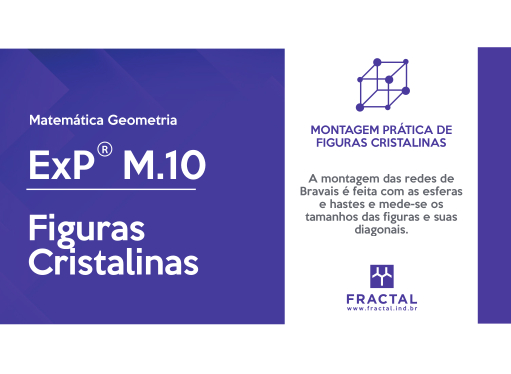 Matemática Geometria
ExP® M.10
Figuras
Cristalinas
MONTAGEM PRÁTICA DE
FIGURAS CRISTALINAS
A montagem das redes de
Bravais é feita com as esferas
e hastes e mede-se os
tamanhos das figuras e suas
diagonais.
FRACTAL
www.fractal.ind.br